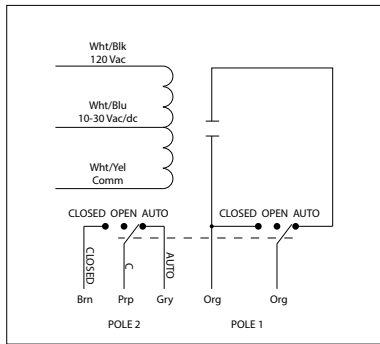 Wht/Blk
120 Vac
Wht/Blu
10-30 Vac/dc
Wht/Yel
Comm
CLOSED OPEN AUTO
CLOSED OPEN AUTO
CLOSED
C
AUTO
Brn
Prp
Gry
Org
Org
POLE 2
POLE 1